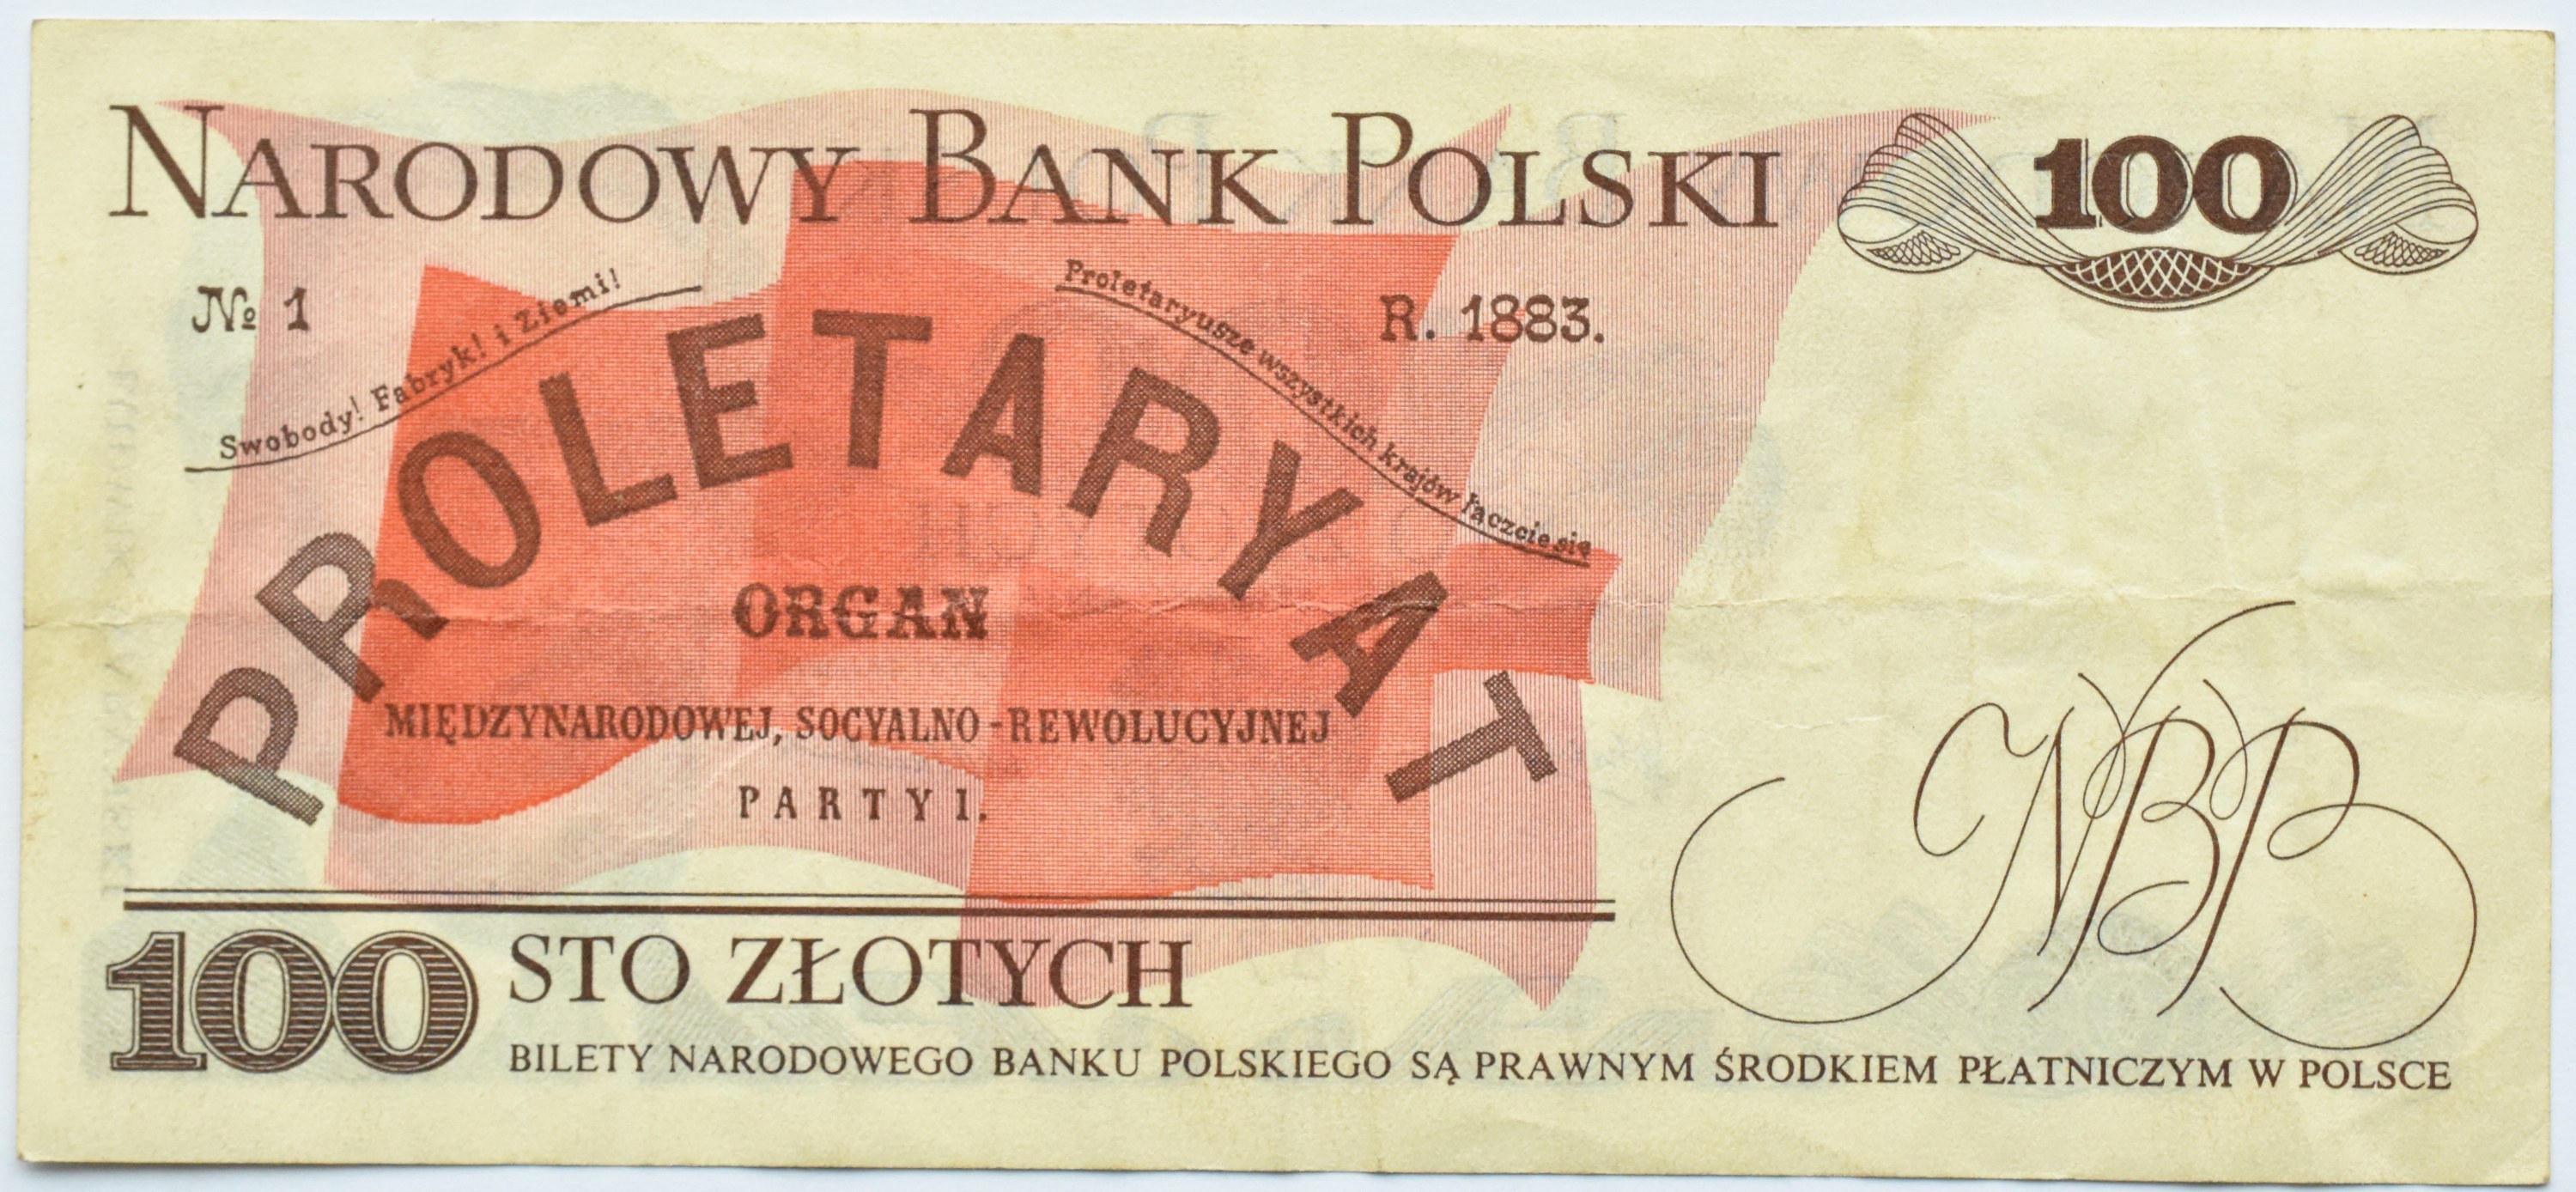 NARODOWY BANK POLSKI
100
№ 1
Swobody! Fabryk! i Ziemi!
Proletaryusze wszystkich krajów łączcie się
R. 1883.
PROLETARYAT
ORGAN
MIĘDZYNARODOWEJ, SOCYALNO-REWOLUCYJNEJ
PARTYI.
NBP
100 STO ZŁOTYCH
BILETY NARODOWEGO BANKU POLSKIEGO SĄ PRAWNYM ŚRODKIEM PŁATNICZYM W POLSCE